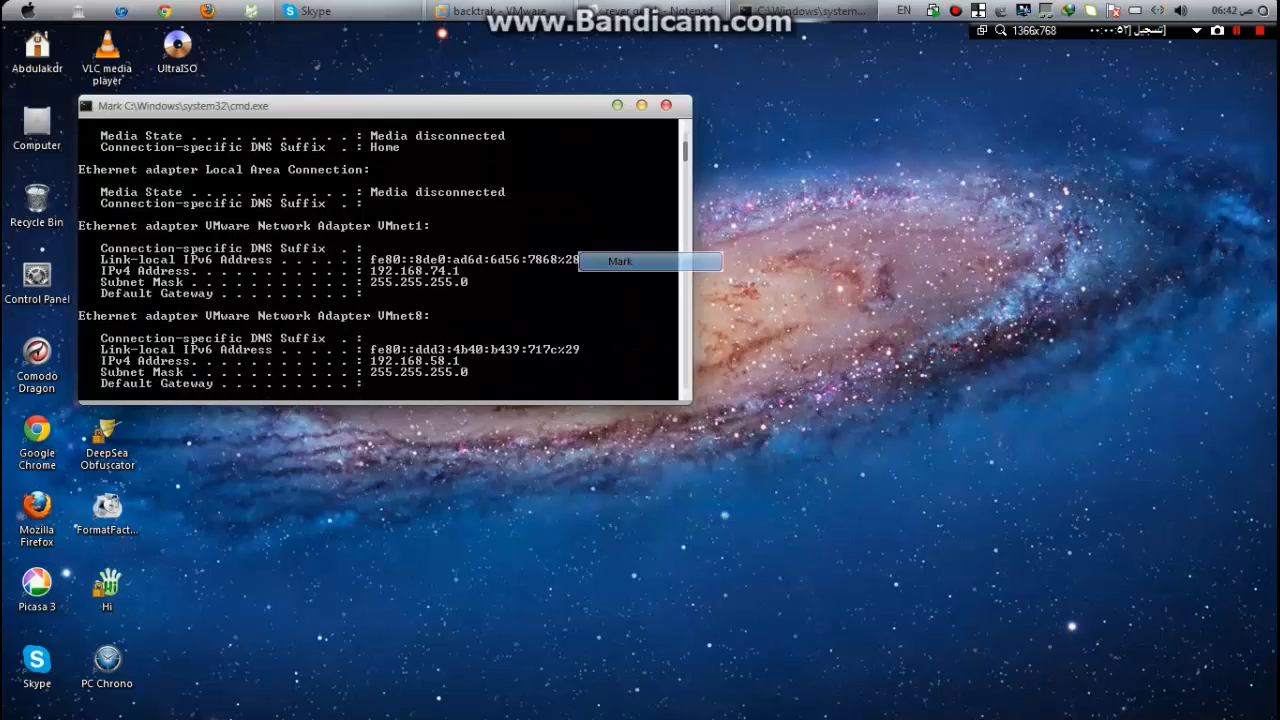 Skype
backtrak - VMware
rever
Notepad
C:\Windows\system...
EN
06:42 ص
www.Bandicam.com
1366x768
[تسجيل
Abdulakdr
VLC media player
UltraISO
Computer
Recycle Bin
Control Panel
Comodo Dragon
Google Chrome
DeepSea Obfuscator
Mozilla Firefox
FormatFact...
Picasa 3
Hi
Skype
PC Chrono
Mark C:\Windows\system32\cmd.exe
Media State . . . . . . . . . . . : Media disconnected
Connection-specific DNS Suffix  . : Home
Ethernet adapter Local Area Connection:
Media State . . . . . . . . . . . : Media disconnected
Connection-specific DNS Suffix  . :
Ethernet adapter VMware Network Adapter VMnet1:
Connection-specific DNS Suffix  . :
Link-local IPv6 Address . . . . . : fe80::8de0:ad6d:6d56:7868%28
IPv4 Address. . . . . . . . . . . : 192.168.74.1
Subnet Mask . . . . . . . . . . . : 255.255.255.0
Default Gateway . . . . . . . . . :
Ethernet adapter VMware Network Adapter VMnet8:
Connection-specific DNS Suffix  . :
Link-local IPv6 Address . . . . . : fe80::ddd3:4b40:b439:717c%29
IPv4 Address. . . . . . . . . . . : 192.168.58.1
Subnet Mask . . . . . . . . . . . : 255.255.255.0
Default Gateway . . . . . . . . . :
Mark